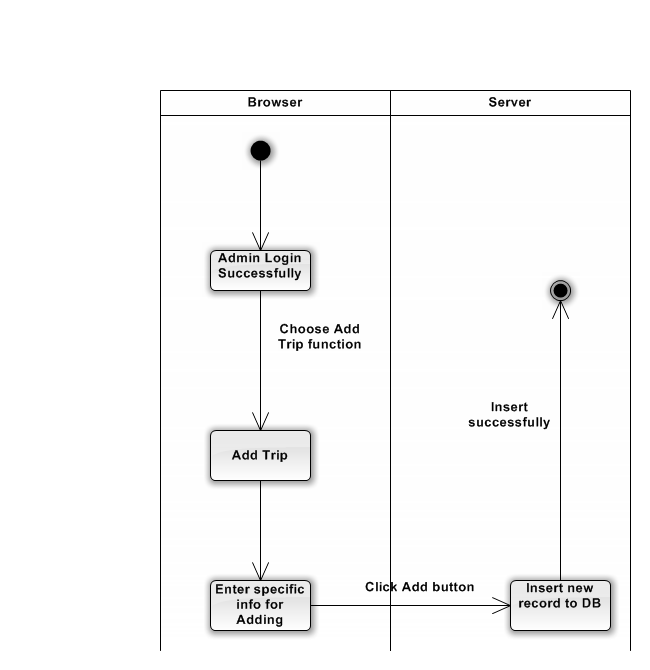 Browser
Server
Admin Login
Successfully
Choose Add
Trip function
Add Trip
Enter specific
info for
Adding
Click Add button
Insert new
record to DB
Insert
successfully